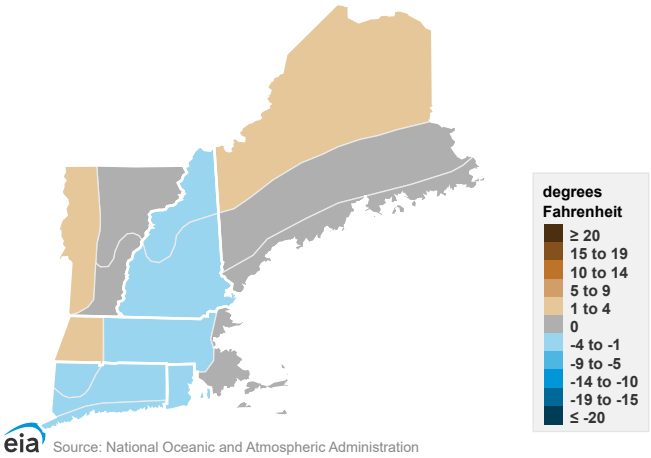 degrees
Fahrenheit
≥ 20
15 to 19
10 to 14
5 to 9
1 to 4
0
-4 to -1
-9 to -5
-14 to -10
-19 to -15
≤ -20
eia
Source: National Oceanic and Atmospheric Administration